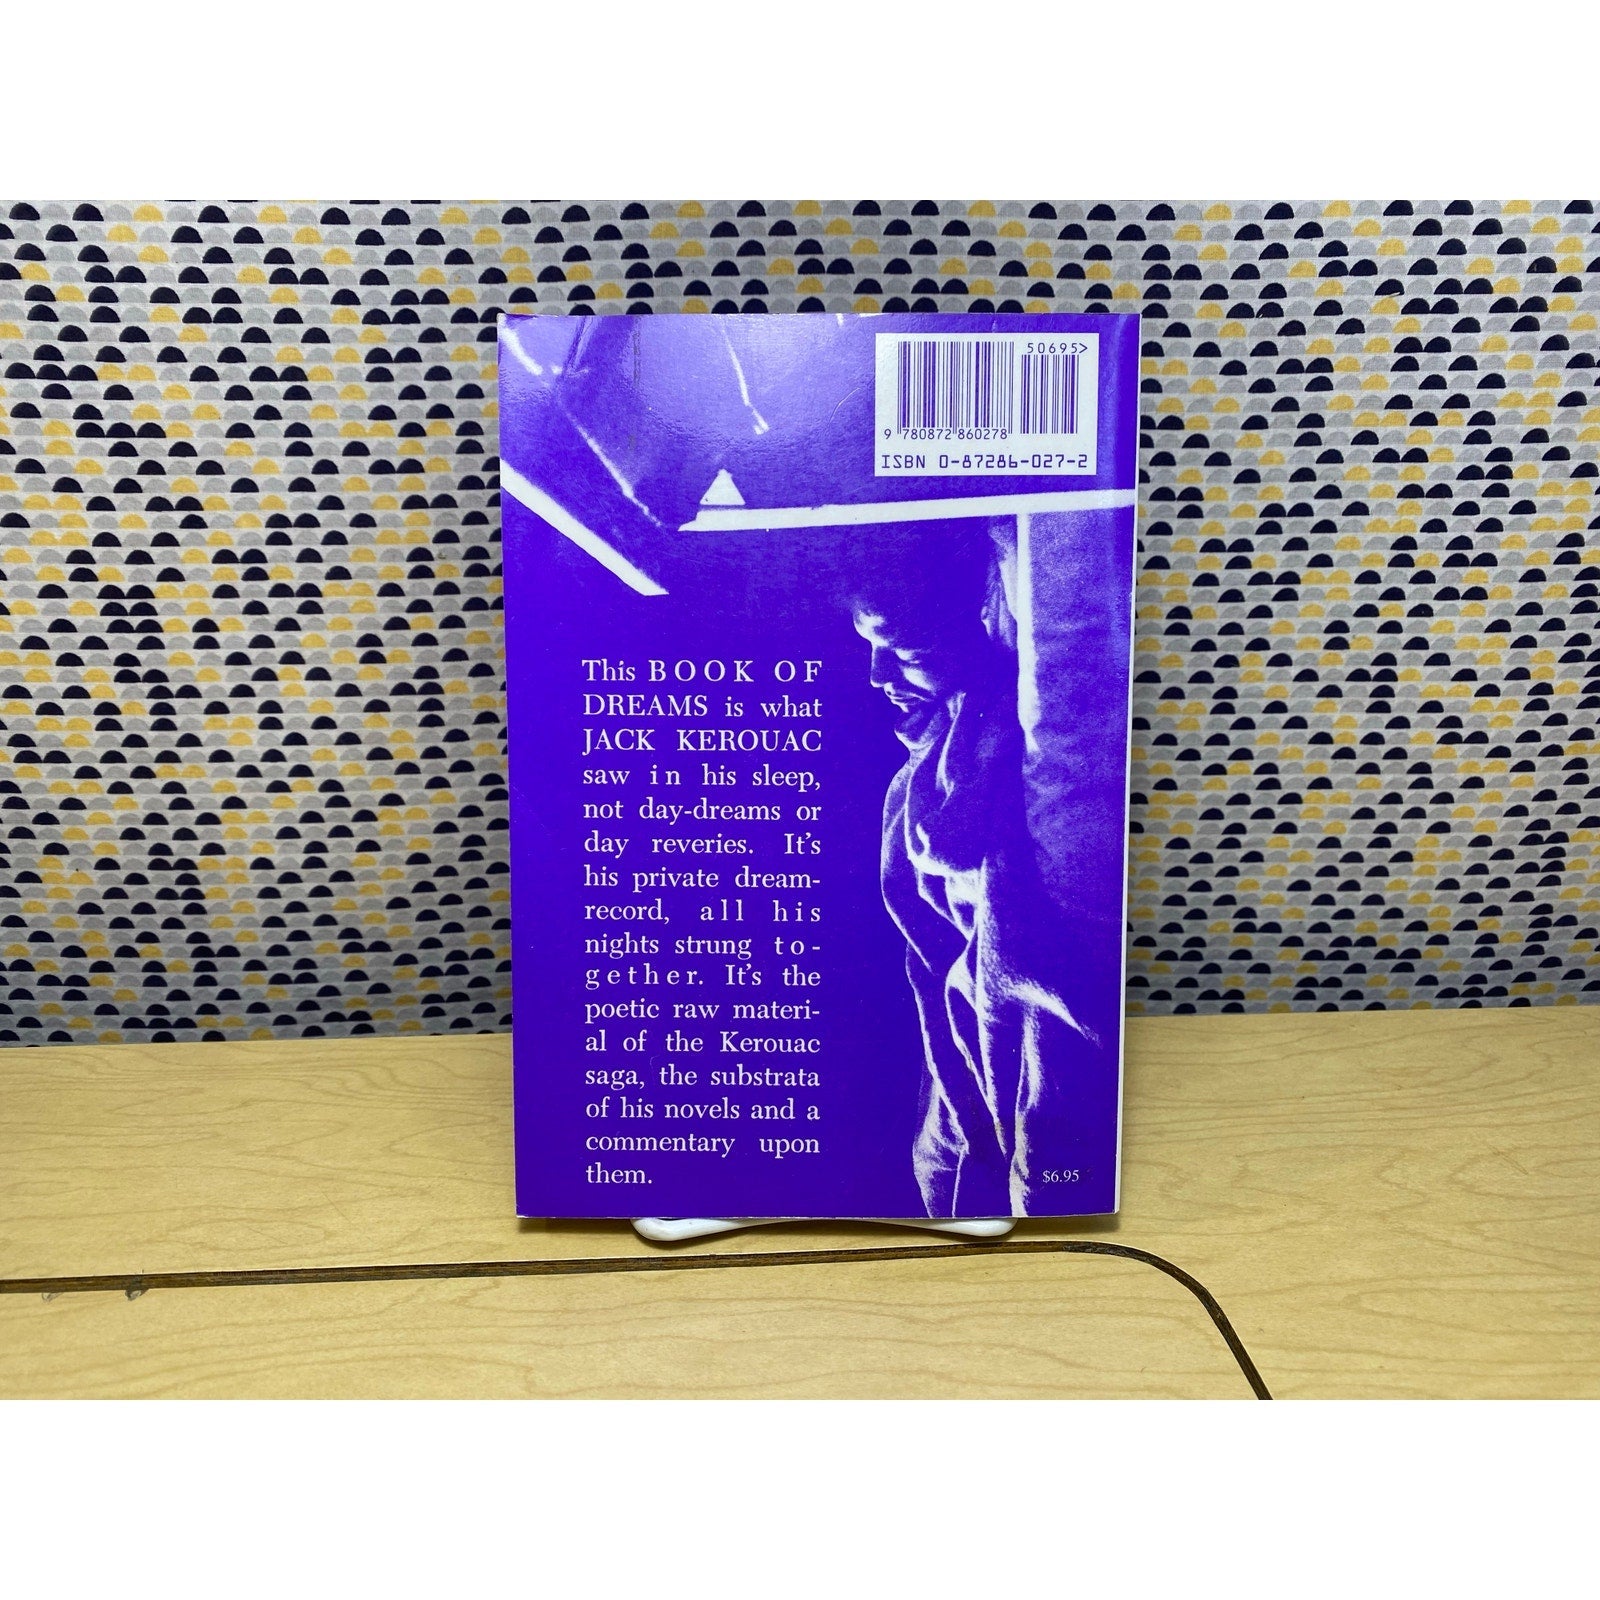 50695>
9 780872 860278
ISBN 0-87286-027-2
This BOOK OF
DREAMS is what
JACK KEROUAC
saw in his sleep,
not day-dreams or
day reveries. It's
his private dream-
record, all his
nights strung to-
gether. It's the
poetic raw materi-
al of the Kerouac
saga, the substrata
of his novels and a
commentary upon
them.
$6.95